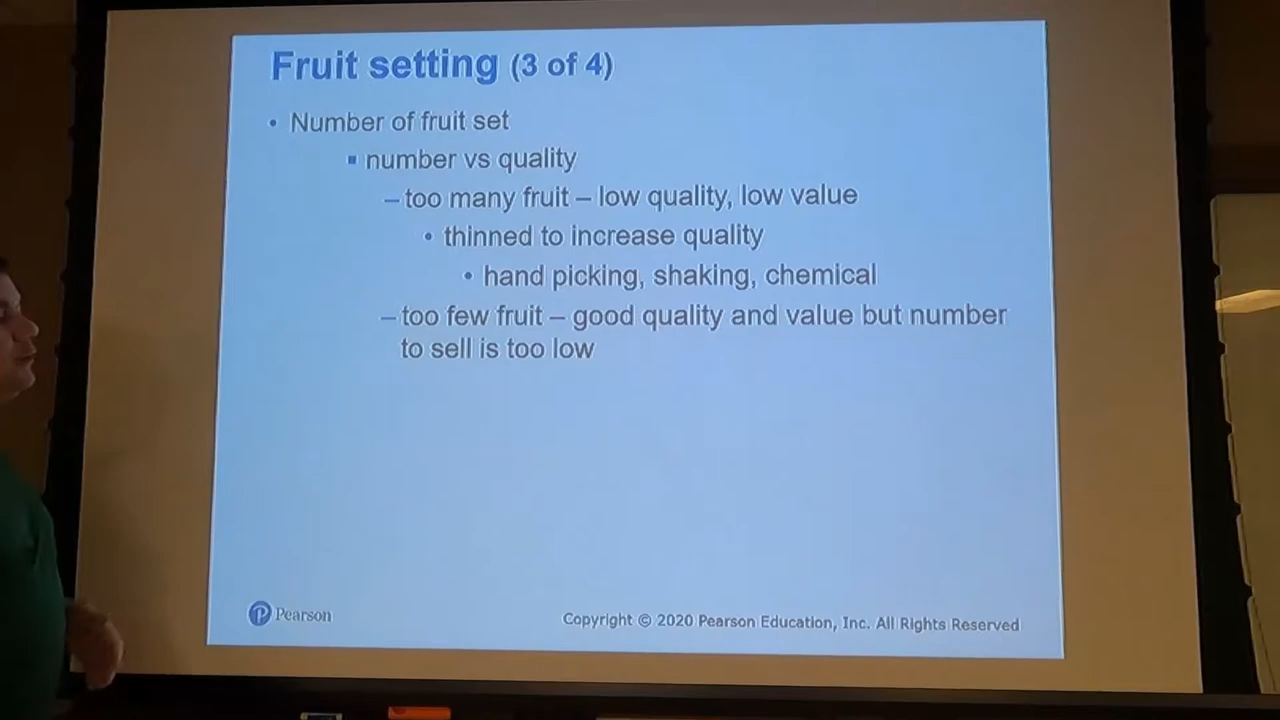 Fruit setting (3 of 4)
• Number of fruit set
▪ number vs quality
– too many fruit – low quality, low value
• thinned to increase quality
• hand picking, shaking, chemical
– too few fruit – good quality and value but number
to sell is too low
P Pearson
Copyright © 2020 Pearson Education, Inc. All Rights Reserved